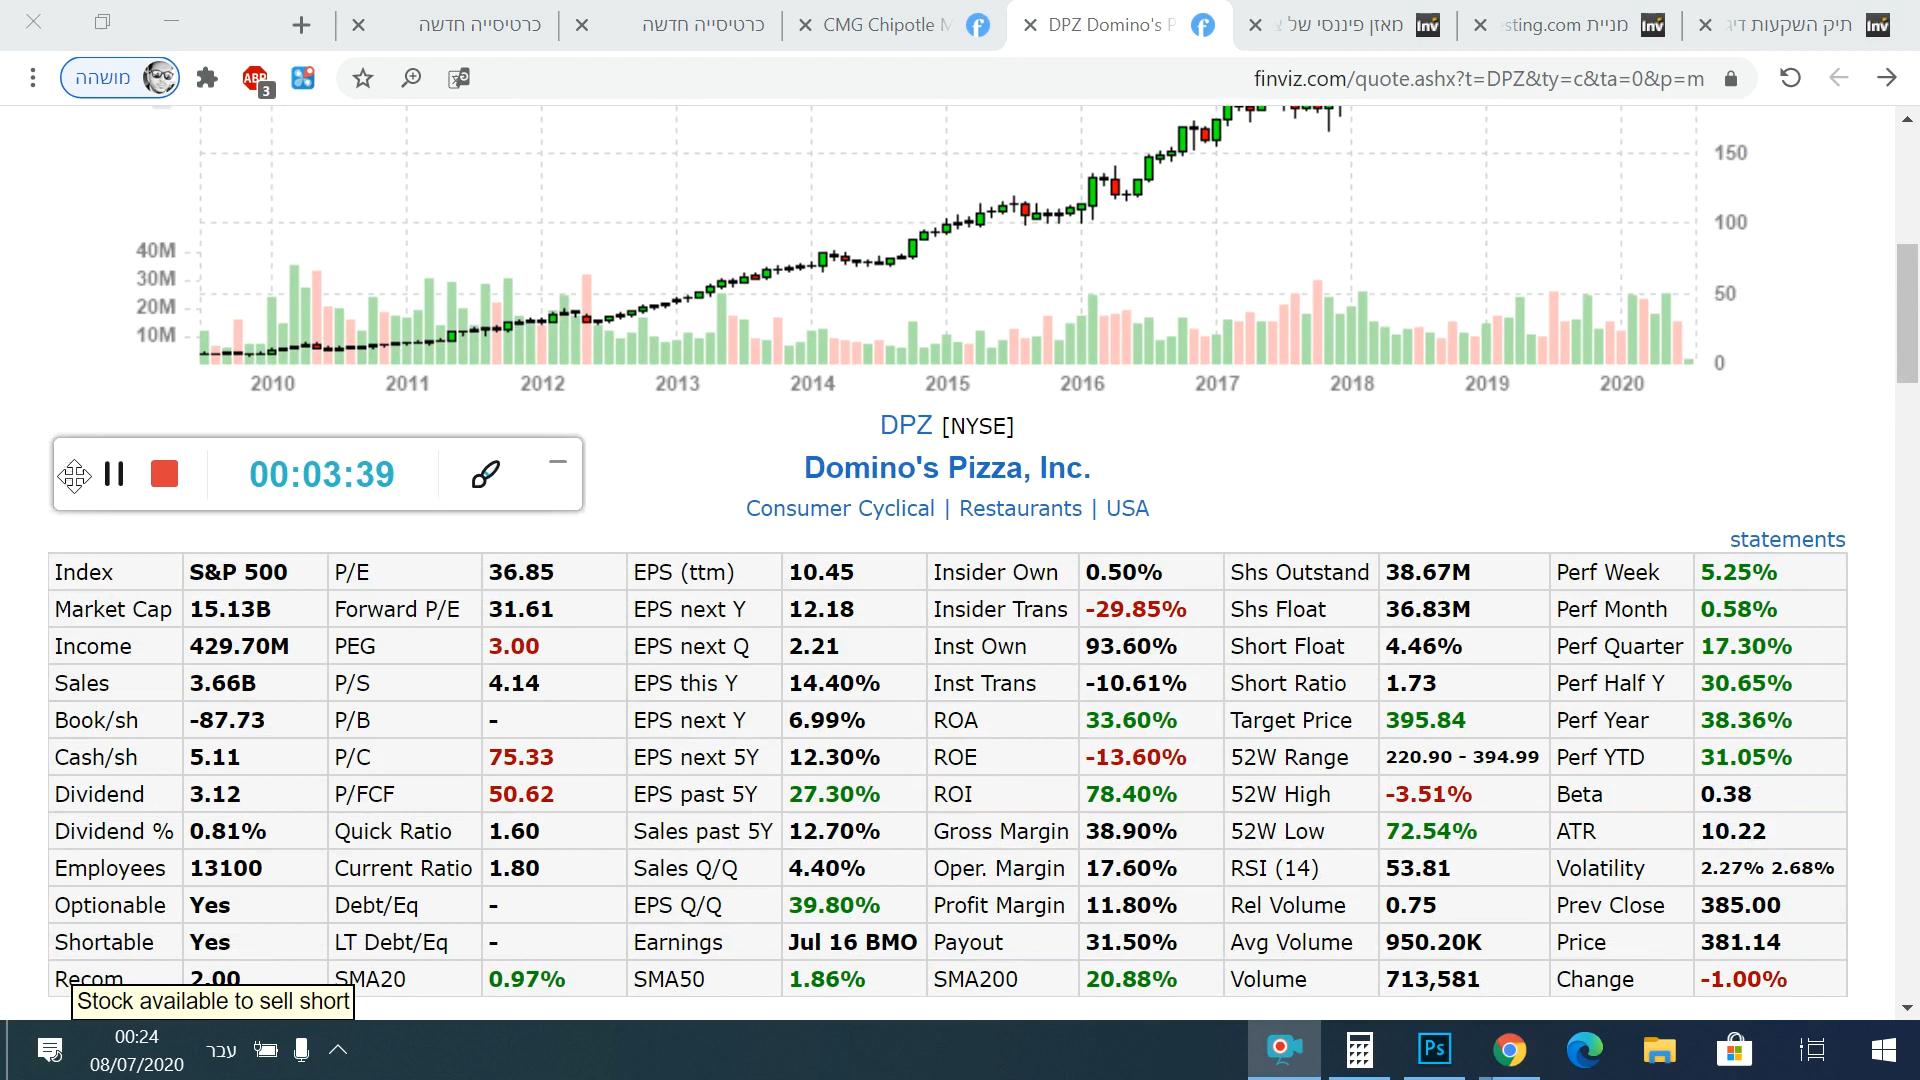 כרטיסייה חדשה
כרטיסייה חדשה
CMG Chipotle M
DPZ Domino's P
מאזן פיננסי של
Inv
מניית sting.com
Inv
תיק השקעות דיג
Inv
מושהה
ABP
3
finviz.com/quote.ashx?t=DPZ&ty=c&ta=0&p=m
150
100
50
0
40M
30M
20M
10M
2010 2011 2012 2013 2014 2015 2016 2017 2018 2019 2020
DPZ [NYSE]
00:03:39
Domino's Pizza, Inc.
Consumer Cyclical | Restaurants | USA
statements
Index S&P 500 P/E 36.85 EPS (ttm) 10.45 Insider Own 0.50% Shs Outstand 38.67M Perf Week 5.25%
Market Cap 15.13B Forward P/E 31.61 EPS next Y 12.18 Insider Trans -29.85% Shs Float 36.83M Perf Month 0.58%
Income 429.70M PEG 3.00 EPS next Q 2.21 Inst Own 93.60% Short Float 4.46% Perf Quarter 17.30%
Sales 3.66B P/S 4.14 EPS this Y 14.40% Inst Trans -10.61% Short Ratio 1.73 Perf Half Y 30.65%
Book/sh -87.73 P/B - EPS next Y 6.99% ROA 33.60% Target Price 395.84 Perf Year 38.36%
Cash/sh 5.11 P/C 75.33 EPS next 5Y 12.30% ROE -13.60% 52W Range 220.90 - 394.99 Perf YTD 31.05%
Dividend 3.12 P/FCF 50.62 EPS past 5Y 27.30% ROI 78.40% 52W High -3.51% Beta 0.38
Dividend % 0.81% Quick Ratio 1.60 Sales past 5Y 12.70% Gross Margin 38.90% 52W Low 72.54% ATR 10.22
Employees 13100 Current Ratio 1.80 Sales Q/Q 4.40% Oper. Margin 17.60% RSI (14) 53.81 Volatility 2.27% 2.68%
Optionable Yes Debt/Eq - EPS Q/Q 39.80% Profit Margin 11.80% Rel Volume 0.75 Prev Close 385.00
Shortable Yes LT Debt/Eq - Earnings Jul 16 BMO Payout 31.50% Avg Volume 950.20K Price 381.14
Recom 2.00 SMA20 0.97% SMA50 1.86% SMA200 20.88% Volume 713,581 Change -1.00%
Stock available to sell short
00:24
08/07/2020
עבר
Ps